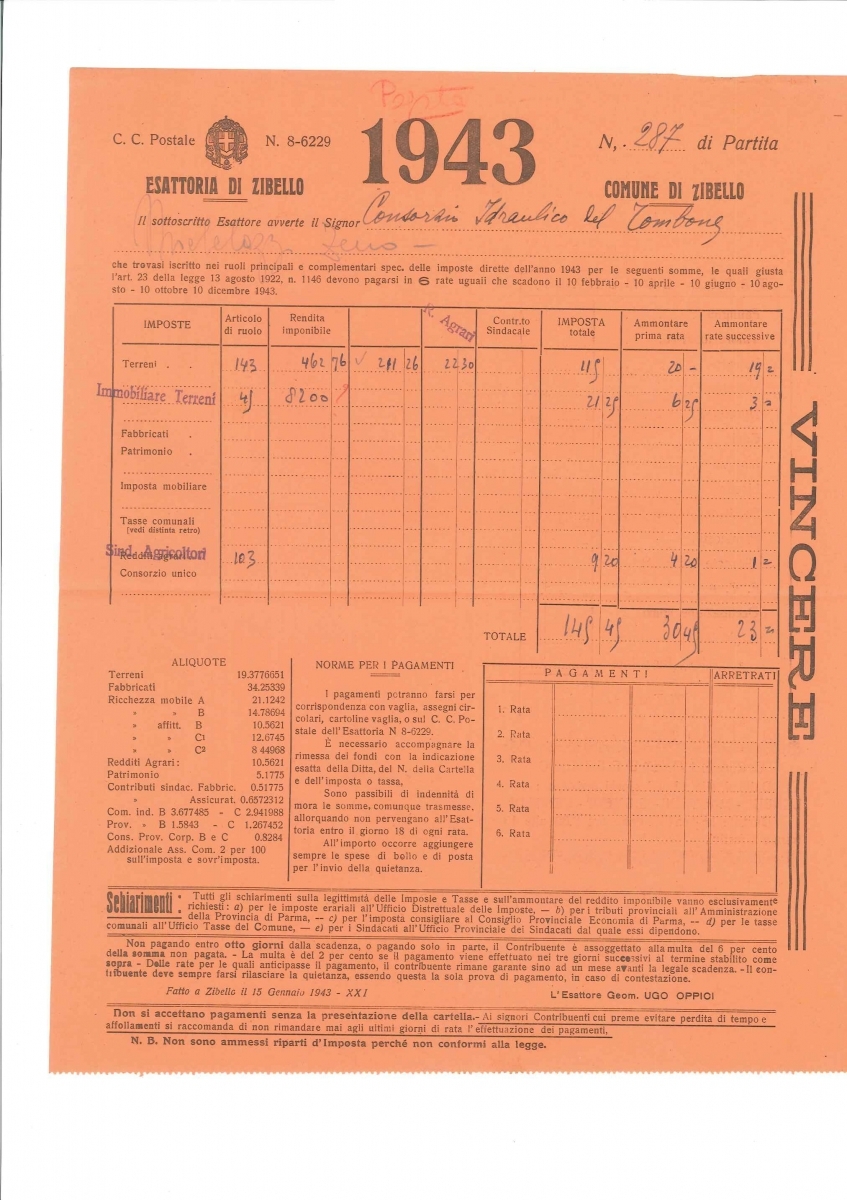 C. C. Postale N. 8-6229
1943
N, 287 di Partita
ESATTORIA DI ZIBELLO
COMUNE DI ZIBELLO
Il sottoscritto Esattore avverte il Signor Consorzio Idraulico del Tombone
che trovasi iscritto nei ruoli principali e complementari spec. delle imposte dirette dell'anno 1943 per le seguenti somme, le quali giusta
l'art. 23 della legge 13 agosto 1922, n. 1146 devono pagarsi in 6 rate uguali che scadono il 10 febbraio - 10 aprile - 10 giugno - 10 ago-
sto - 10 ottobre 10 dicembre 1943.
IMPOSTE Articolo di ruolo Rendita imponibile R. Agrari Contr.to Sindacale IMPOSTA totale Ammontare prima rata Ammontare rate successive
Terreni . . 143 462 76 211 26 22 30 115 20 - 19 =
Immobiliare Terreni 45 8200 21 25 6 25 3 =
Fabbricati .
Patrimonio .
Imposta mobiliare
Tasse comunali
(vedi distinta retro)
Sind. Agricoltori 103 9 20 4 20 1 =
Consorzio unico
TOTALE 145 45 30 45 23 =
VINCERE
ALIQUOTE
Terreni 19.3776651
Fabbricati 34.25339
Ricchezza mobile A 21.1242
» » B 14.78694
» affitt. B 10.5621
» » C1 12.6745
» » C2 8.44968
Redditi Agrari : 10.5621
Patrimonio 5.1775
Contributi sindac. Fabbric. 0.51775
» Assicurat. 0.6572312
Com. ind. B 3.677485 - C 2.941988
Prov. » B 1.5843 - C 1.267452
Cons. Prov. Corp. B e C 0.8284
Addizionale Ass. Com. 2 per 100
sull'imposta e sovr'imposta.
NORME PER I PAGAMENTI
I pagamenti potranno farsi per
corrispondenza con vaglia, assegni cir-
colari, cartoline vaglia, o sul C. C. Po-
stale dell'Esattoria N 8-6229.
È necessario accompagnare la
rimessa dei fondi con la indicazione
esatta della Ditta, del N. della Cartella
e dell'imposta o tassa,
Sono passibili di indennità di
mora le somme, comunque trasmesse,
allorquando non pervengano all'Esat-
toria entro il giorno 18 di ogni rata.
All'importo occorre aggiungere
sempre le spese di bollo e di posta
per l'invio della quietanza.
PAGAMENTI ARRETRATI
1. Rata
2. Rata
3. Rata
4. Rata
5. Rata
6. Rata
Schiarimenti : Tutti gli schiarimenti sulla legittimità delle Imposte e Tasse e sull'ammontare del reddito imponibile vanno esclusivamente
richiesti : a) per le imposte erariali all'Ufficio Distrettuale delle Imposte, — b) per i tributi provinciali all'Amministrazione
della Provincia di Parma, -- c) per l'imposta consigliare al Consiglio Provinciale Economia di Parma, — d) per le tasse
comunali all'Ufficio Tasse del Comune, — e) per i Sindacati all'Ufficio Provinciale dei Sindacati dal quale essi dipendono.
Non pagando entro otto giorni dalla scadenza, o pagando solo in parte, il Contribuente è assoggettato alla multa del 6 per cento
della somma non pagata. - La multa è del 2 per cento se il pagamento viene effettuato nei tre giorni successivi al termine stabilito come
sopra - Delle rate per le quali anticipasse il pagamento, il contribuente rimane garante sino ad un mese avanti la legale scadenza. - Il con-
tribuente deve sempre farsi rilasciare la quietanza, essendo questa la sola prova di pagamento, in caso di contestazione.
Fatto a Zibello il 15 Gennaio 1943 - XXI
L'Esattore Geom. UGO OPPICI
Non si accettano pagamenti senza la presentazione della cartella.- Ai signori Contribuenti cui preme evitare perdita di tempo e
affollamenti si raccomanda di non rimandare mai agli ultimi giorni di rata l'effettuazione dei pagamenti,
N. B. Non sono ammessi riparti d'Imposta perché non conformi alla legge.